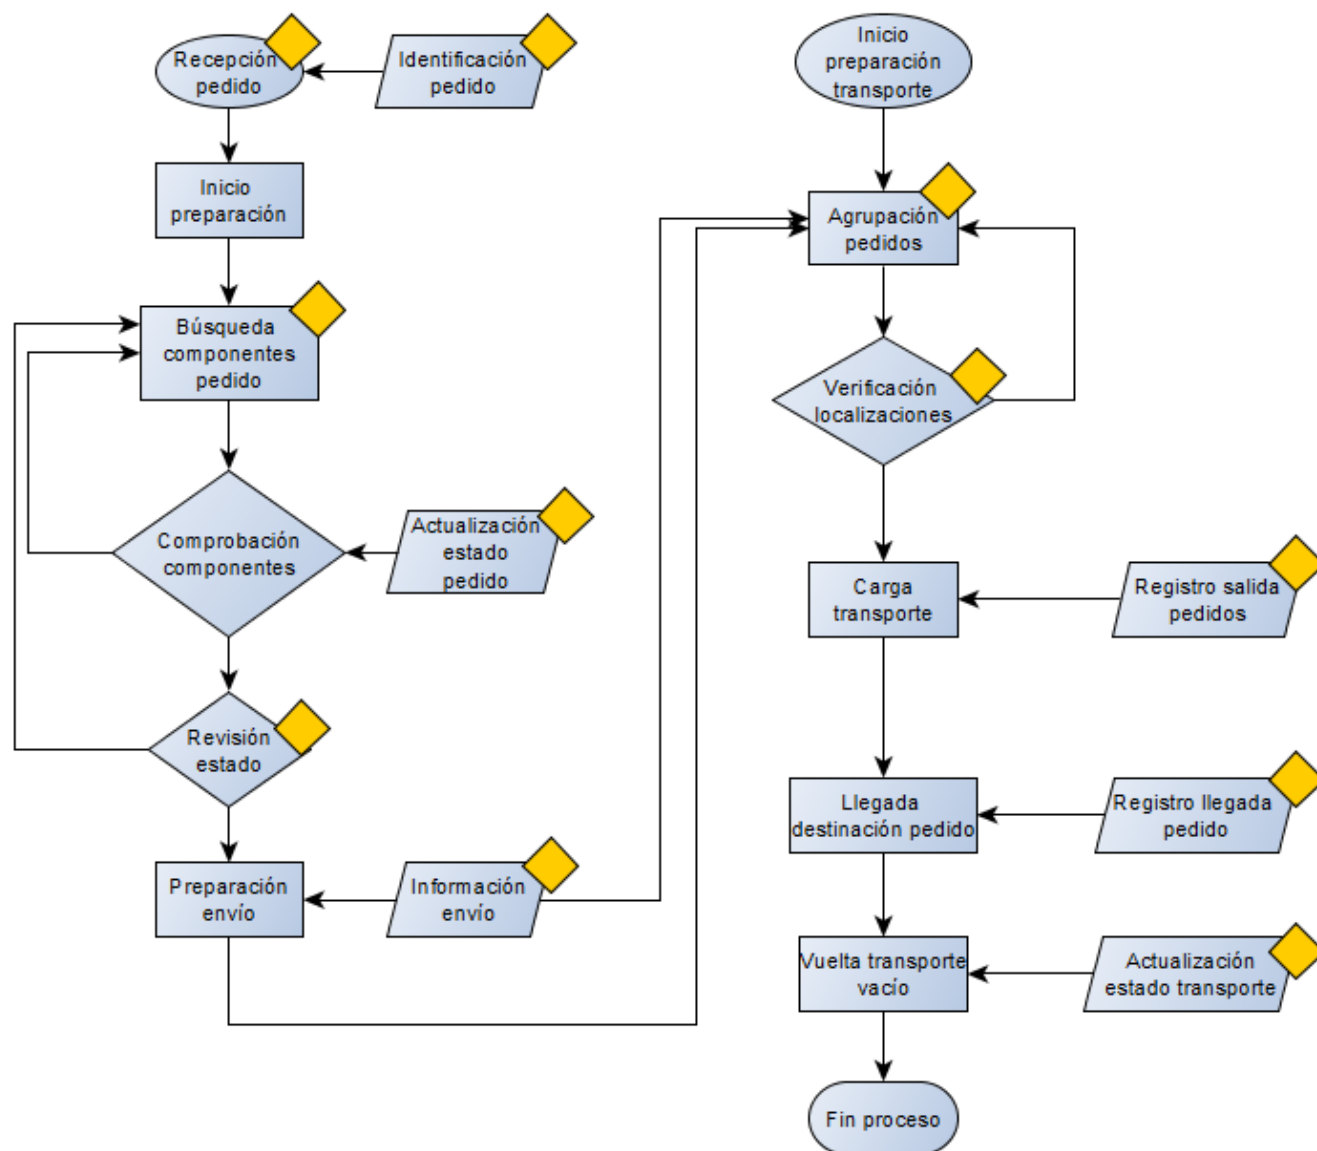 Recepción
pedido
Identificación
pedido
Inicio
preparación
Búsqueda
componentes
pedido
Comprobación
componentes
Actualización
estado
pedido
Revisión
estado
Preparación
envío
Información
envío
Inicio
preparación
transporte
Agrupación
pedidos
Verificación
localizaciones
Carga
transporte
Registro salida
pedidos
Llegada
destinación pedido
Registro llegada
pedido
Vuelta transporte
vacío
Actualización
estado transporte
Fin proceso